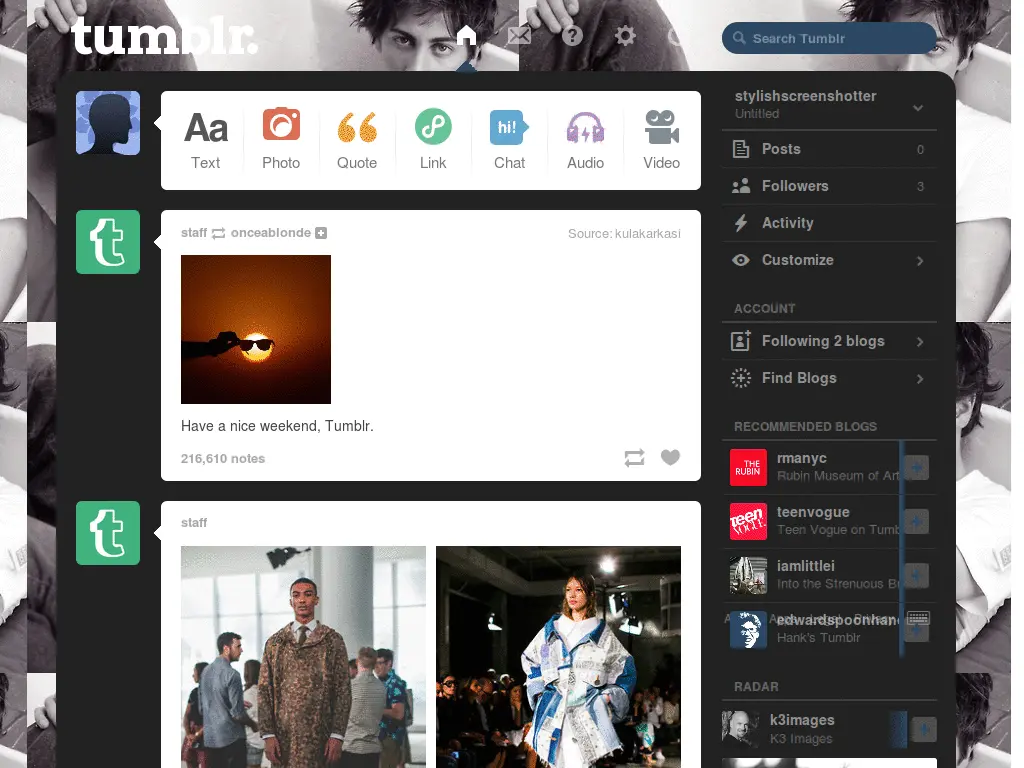 tumblr.
Search Tumblr
Aa
hi!
Text
Photo
Quote
Link
Chat
Audio
Video
staff onceablonde
Source: kulakarkasi
Have a nice weekend, Tumblr.
216,610 notes
staff
stylishscreenshotter
Untitled
Posts 0
Followers 3
Activity
Customize
ACCOUNT
Following 2 blogs
Find Blogs
RECOMMENDED BLOGS
THE
RUBIN
rmanyc
Rubin Museum of Art
teen
VOGUE
teenvogue
Teen Vogue on Tumb
iamlittlei
Into the Strenuous Br
Hank's Tumblr
RADAR
k3images
K3 Images